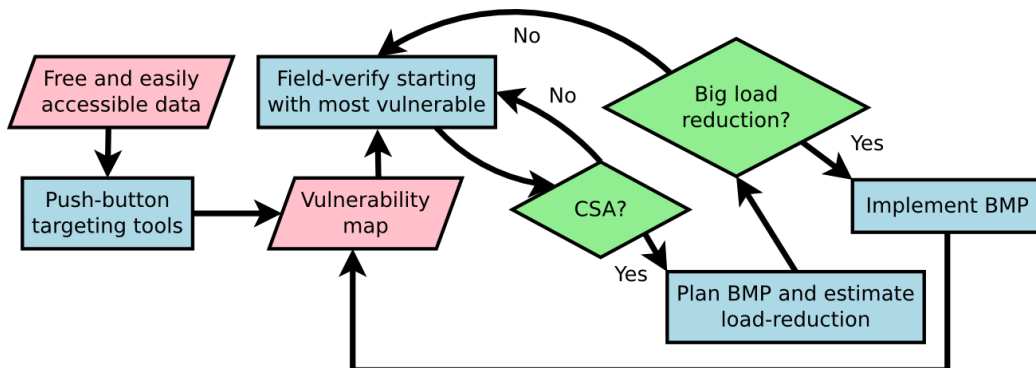 Free and easily
accessible data
Push-button
targeting tools
Vulnerability
map
Field-verify starting
with most vulnerable
No
No
CSA?
Yes
Plan BMP and estimate
load-reduction
Big load
reduction?
Yes
Implement BMP